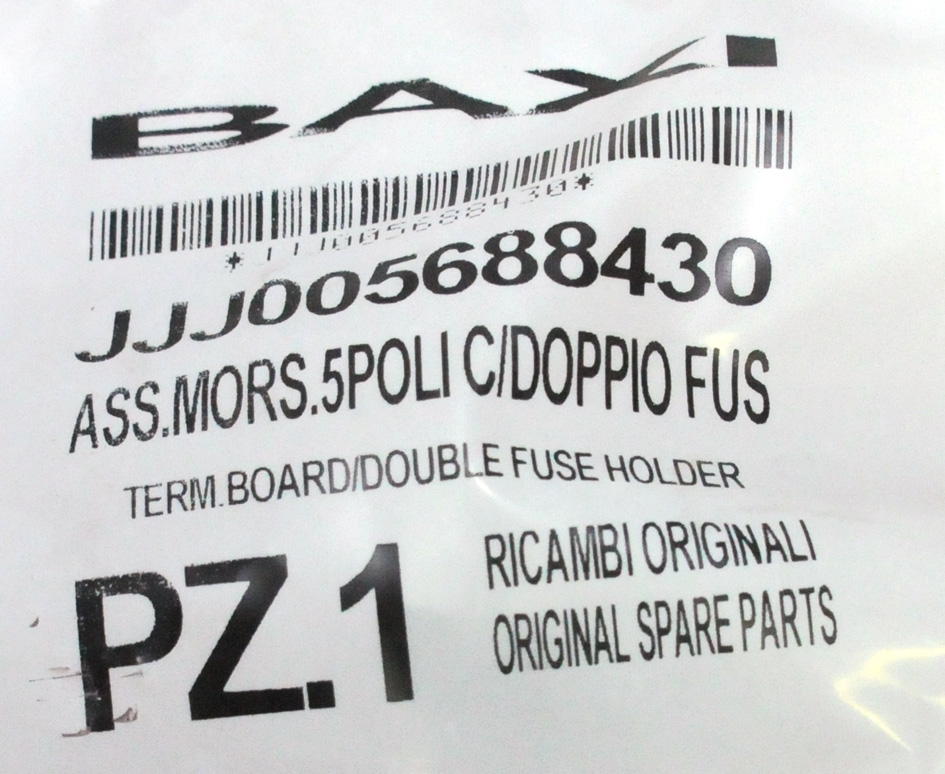 BAXI
*JJJ005688430*
JJJ005688430
ASS.MORS.5POLI C/DOPPIO FUS
TERM.BOARD/DOUBLE FUSE HOLDER
PZ.1
RICAMBI ORIGINALI
ORIGINAL SPARE PARTS